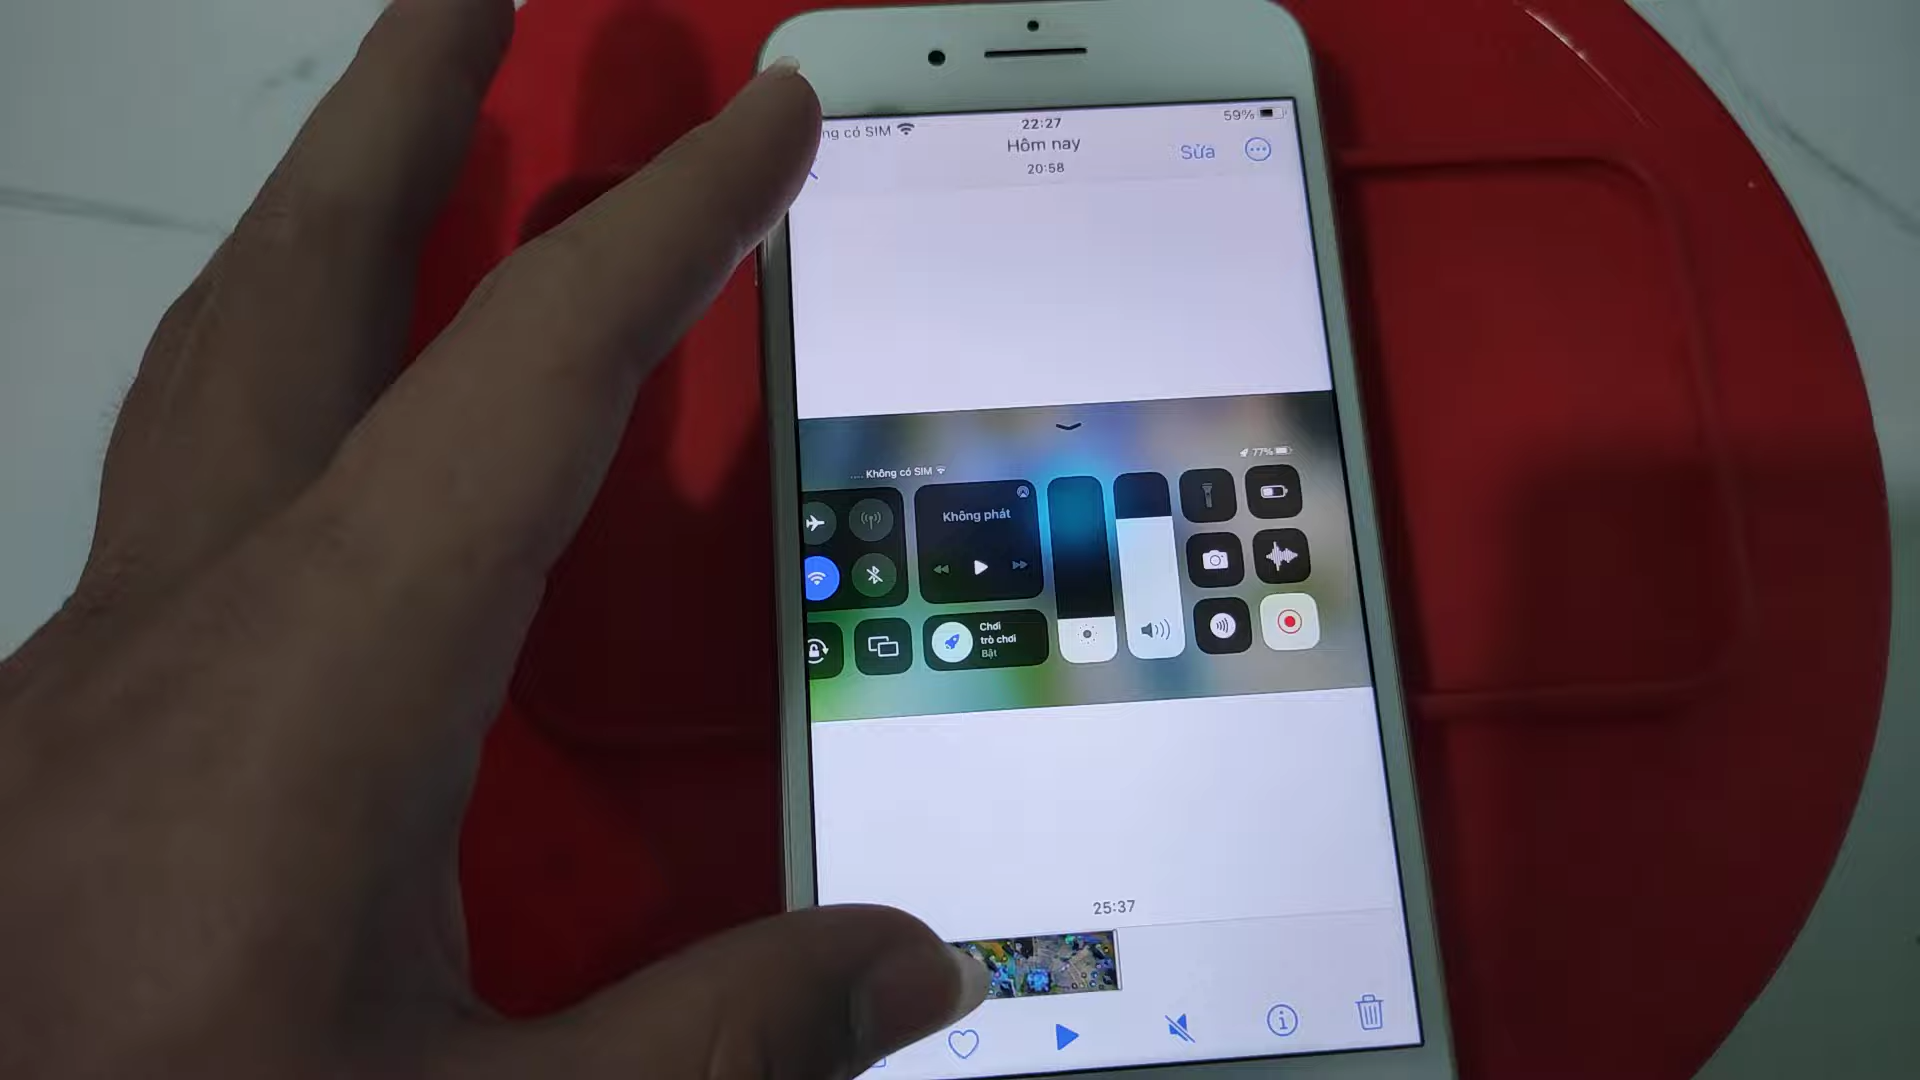 ng có SIM
22:27
59%
Hôm nay
20:58
Sửa
.... Không có SIM
77%
Không phát
Chơi
trò chơi
Bật
25:37